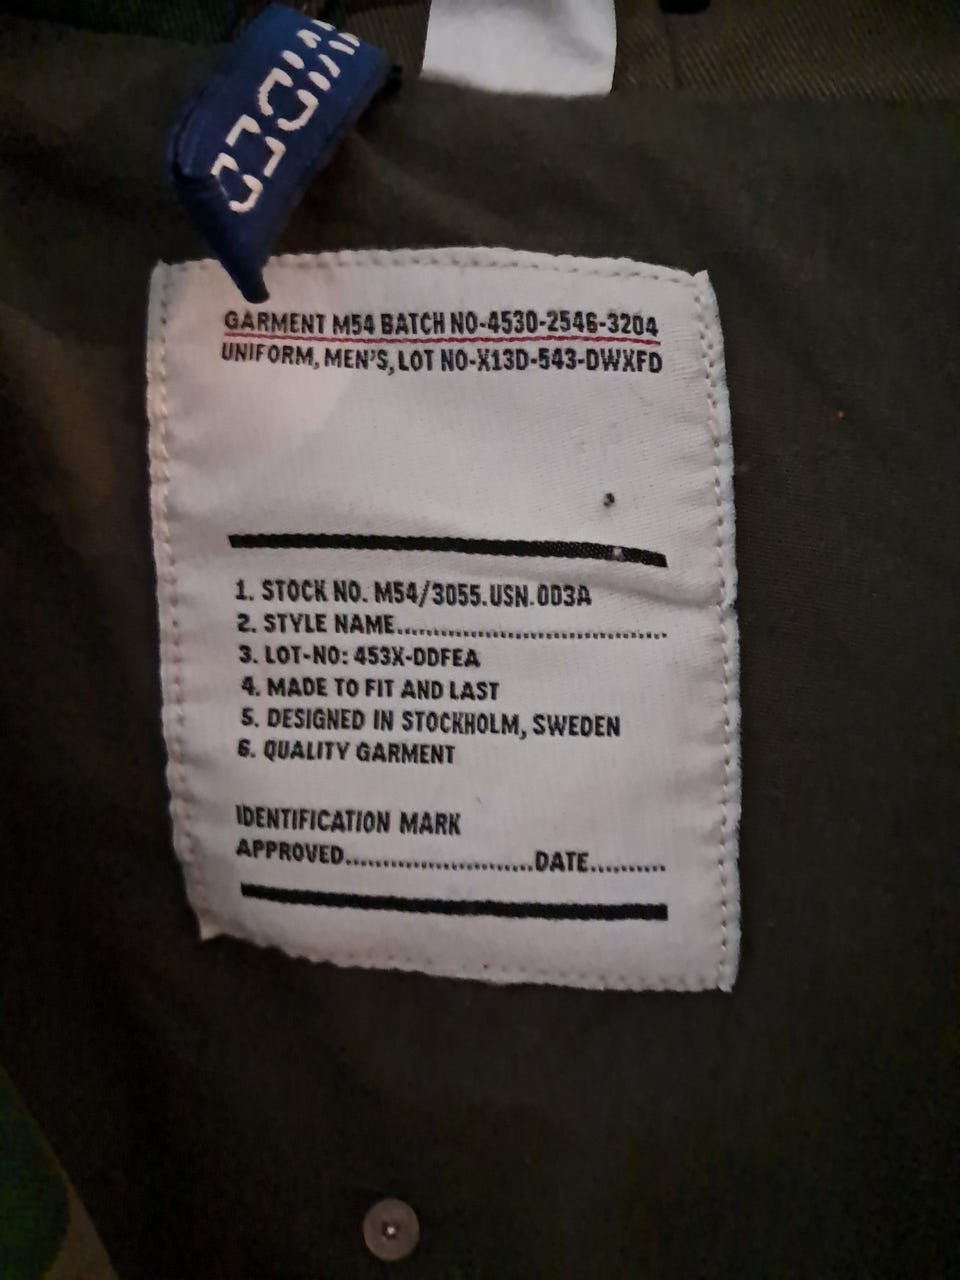 GARMENT M54 BATCH NO-4530-2546-3204
UNIFORM, MEN'S, LOT NO-X13D-543-DWXFD
1. STOCK NO. M54/3055.USN.003A
2. STYLE NAME........................................
3. LOT-NO: 453X-DDFEA
4. MADE TO FIT AND LAST
5. DESIGNED IN STOCKHOLM, SWEDEN
6. QUALITY GARMENT
IDENTIFICATION MARK
APPROVED..........................DATE..........